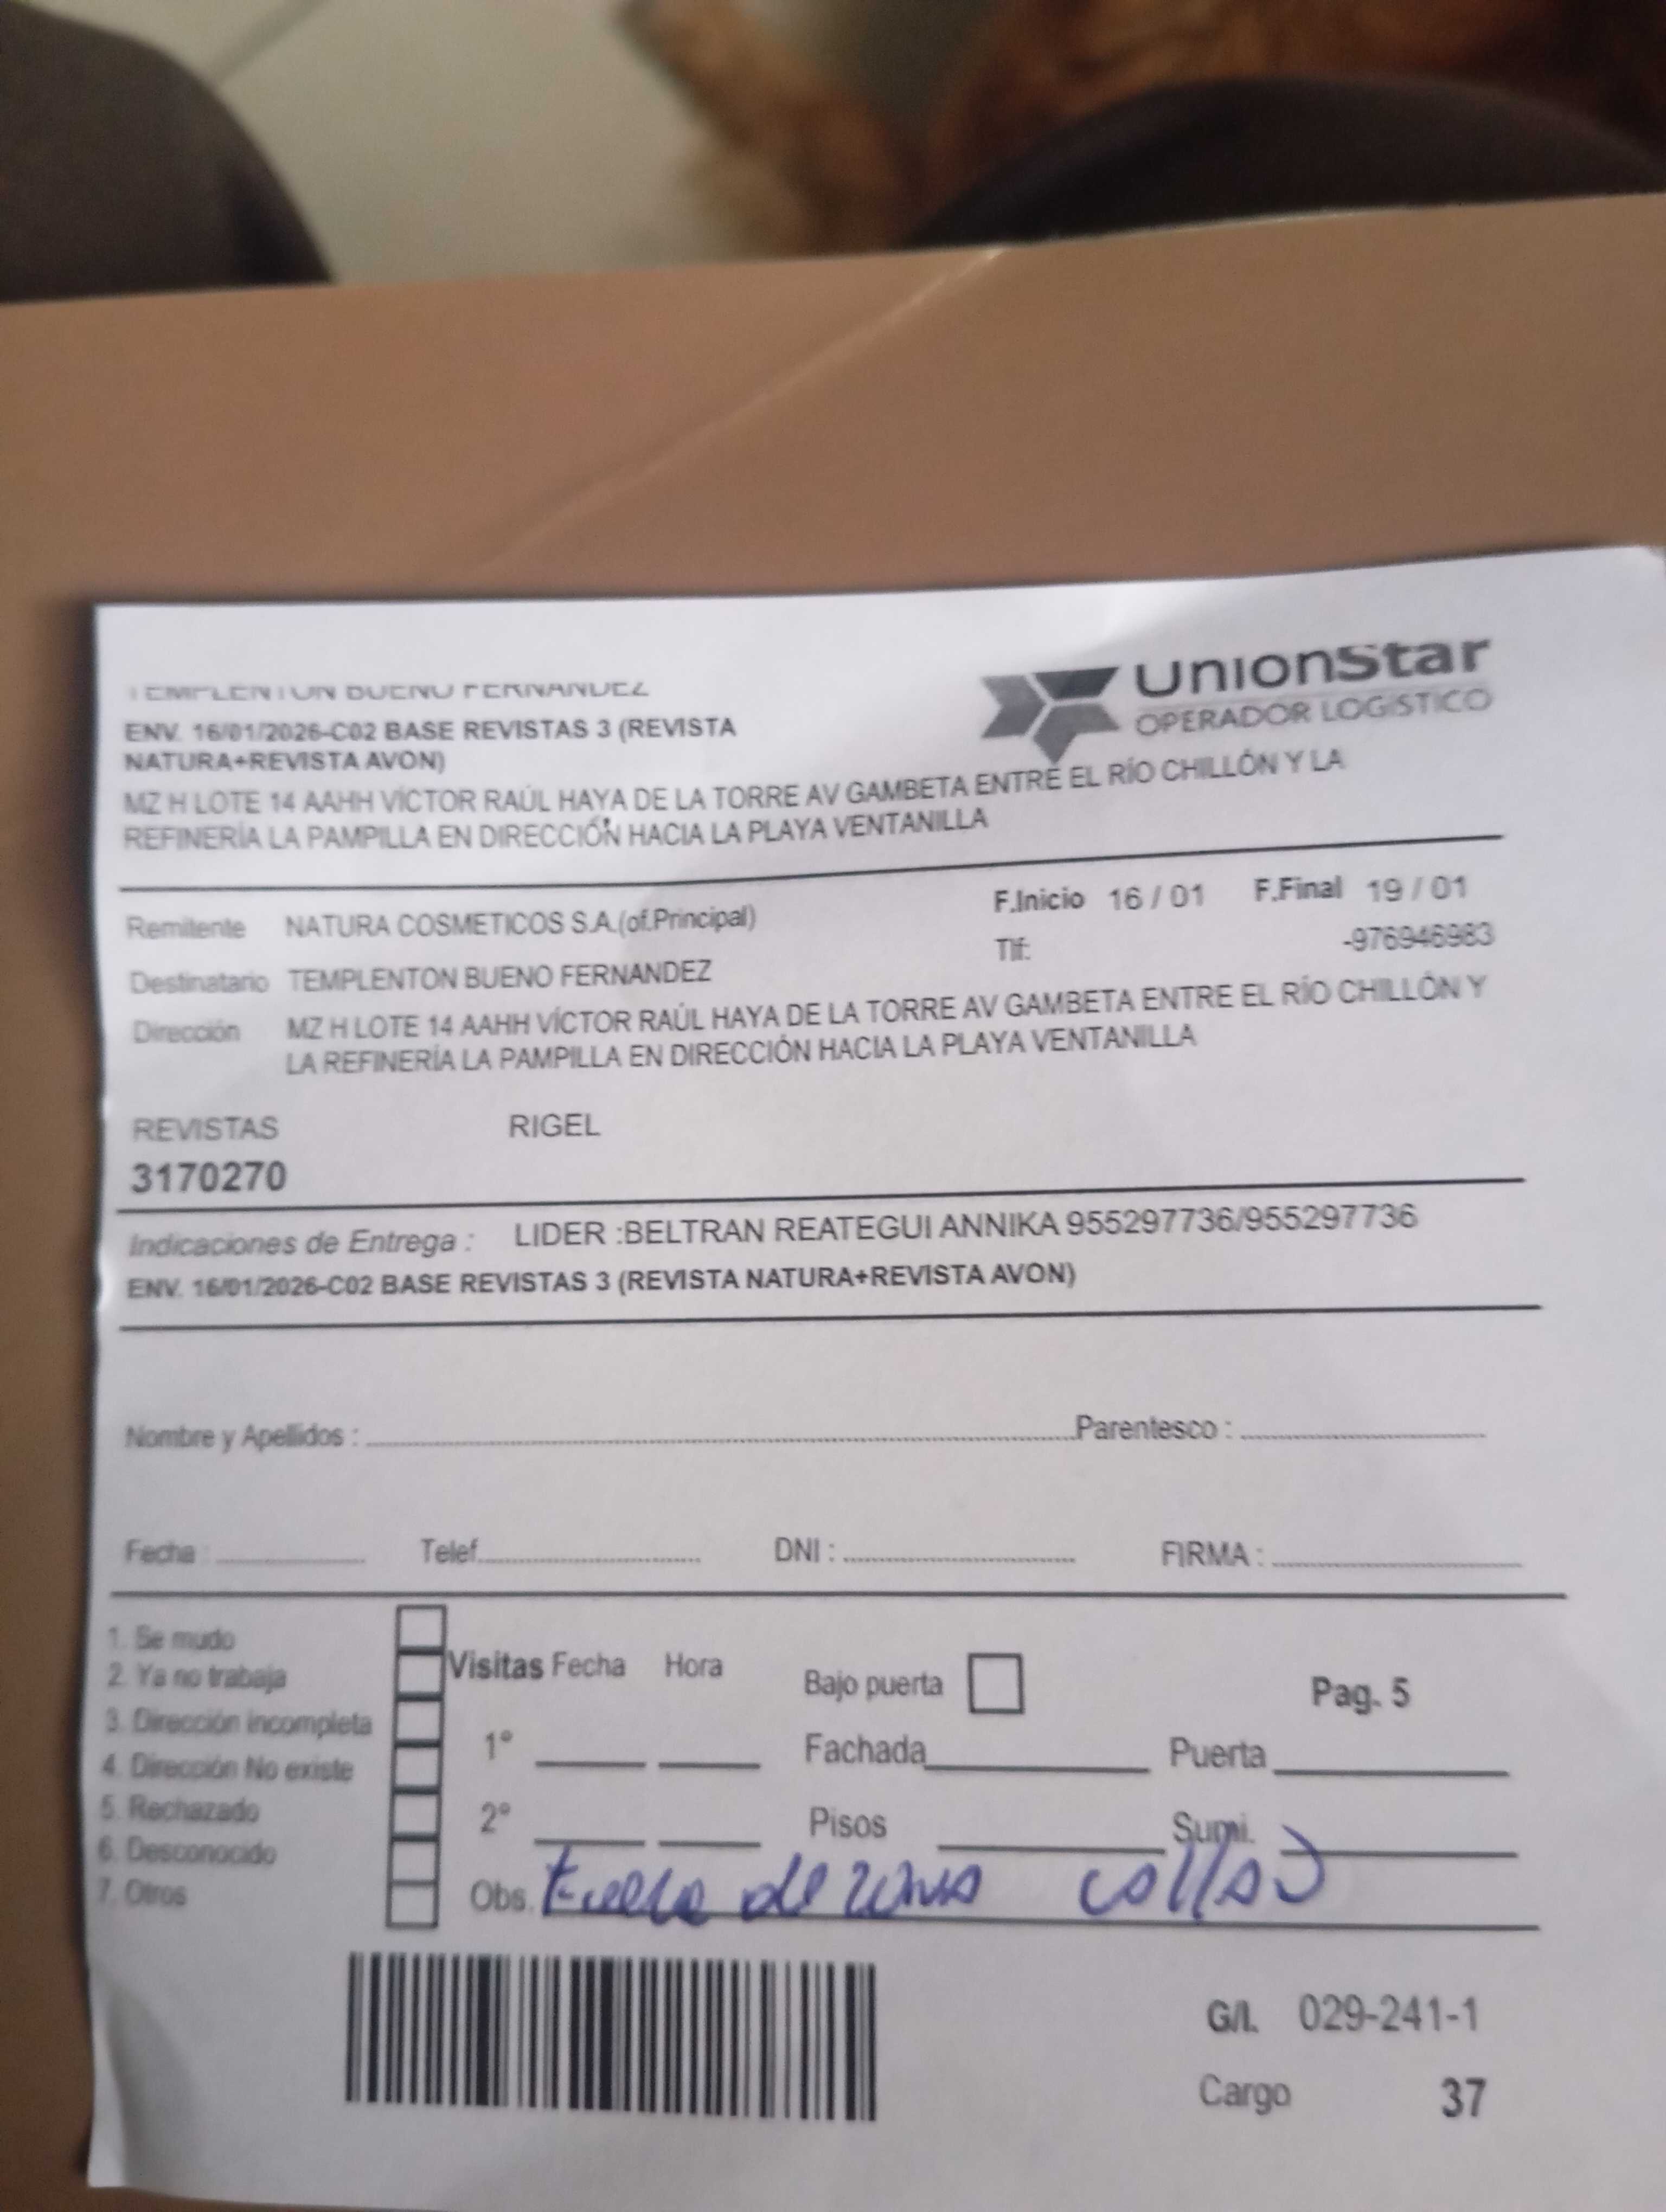 TEMPLENTON BUENO FERNANDEZ
UnionStar
OPERADOR LOGÍSTICO
ENV. 16/01/2026-C02 BASE REVISTAS 3 (REVISTA
NATURA+REVISTA AVON)
MZ H LOTE 14 AAHH VÍCTOR RAÚL HAYA DE LA TORRE AV GAMBETA ENTRE EL RÍO CHILLÓN Y LA
REFINERÍA LA PAMPILLA EN DIRECCIÓN HACIA LA PLAYA VENTANILLA
Remitente NATURA COSMETICOS S.A.(of.Principal) F.Inicio 16 / 01 F.Final 19 / 01
Tlf: -976946983
Destinatario TEMPLENTON BUENO FERNANDEZ
Dirección MZ H LOTE 14 AAHH VÍCTOR RAÚL HAYA DE LA TORRE AV GAMBETA ENTRE EL RÍO CHILLÓN Y
LA REFINERÍA LA PAMPILLA EN DIRECCIÓN HACIA LA PLAYA VENTANILLA
REVISTAS RIGEL
3170270
Indicaciones de Entrega : LIDER :BELTRAN REATEGUI ANNIKA 955297736/955297736
ENV. 16/01/2026-C02 BASE REVISTAS 3 (REVISTA NATURA+REVISTA AVON)
Nombre y Apellidos : Parentesco :
Fecha : Telef. DNI : FIRMA :
1. Se mudo
2. Ya no trabaja
3. Dirección incompleta
4. Dirección No existe
5. Rechazado
6. Desconocido
7. Otros
Visitas Fecha Hora
1°
2°
Bajo puerta
Pag. 5
Fachada Puerta
Pisos Sumi.
Obs. Fuera de zona callao
G/I. 029-241-1
Cargo 37